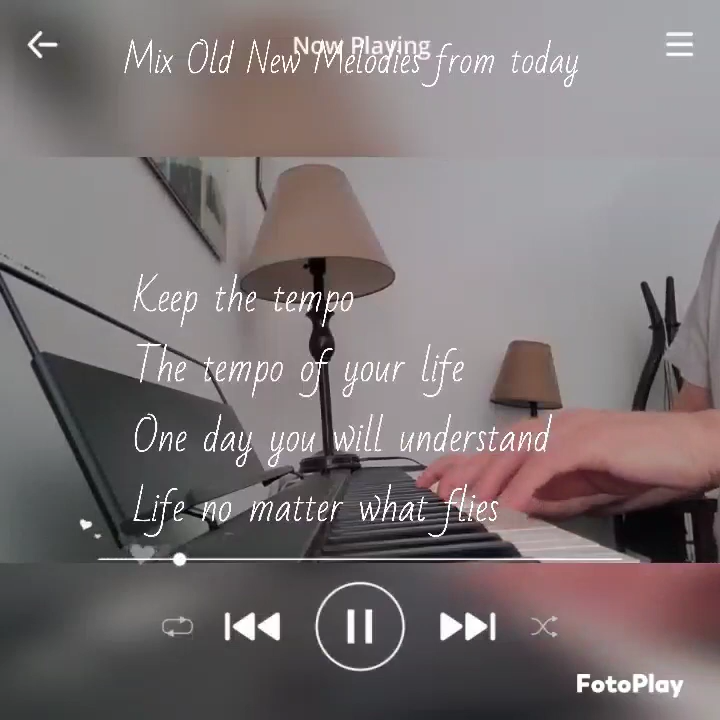 Now Playing
Mix Old New Melodies from today
Keep the tempo
The tempo of your life
One day you will understand
Life no matter what flies
FotoPlay